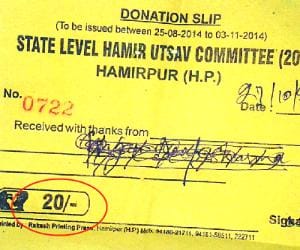 DONATION SLIP
(To be issued between 25-08-2014 to 03-11-2014)
STATE LEVEL HAMIR UTSAV COMMITTEE (20
HAMIRPUR (H.P.)
No. 0722
Date
Received with thanks from
20/-
Rakesh Printing Press, Hamirpur (H.P.)